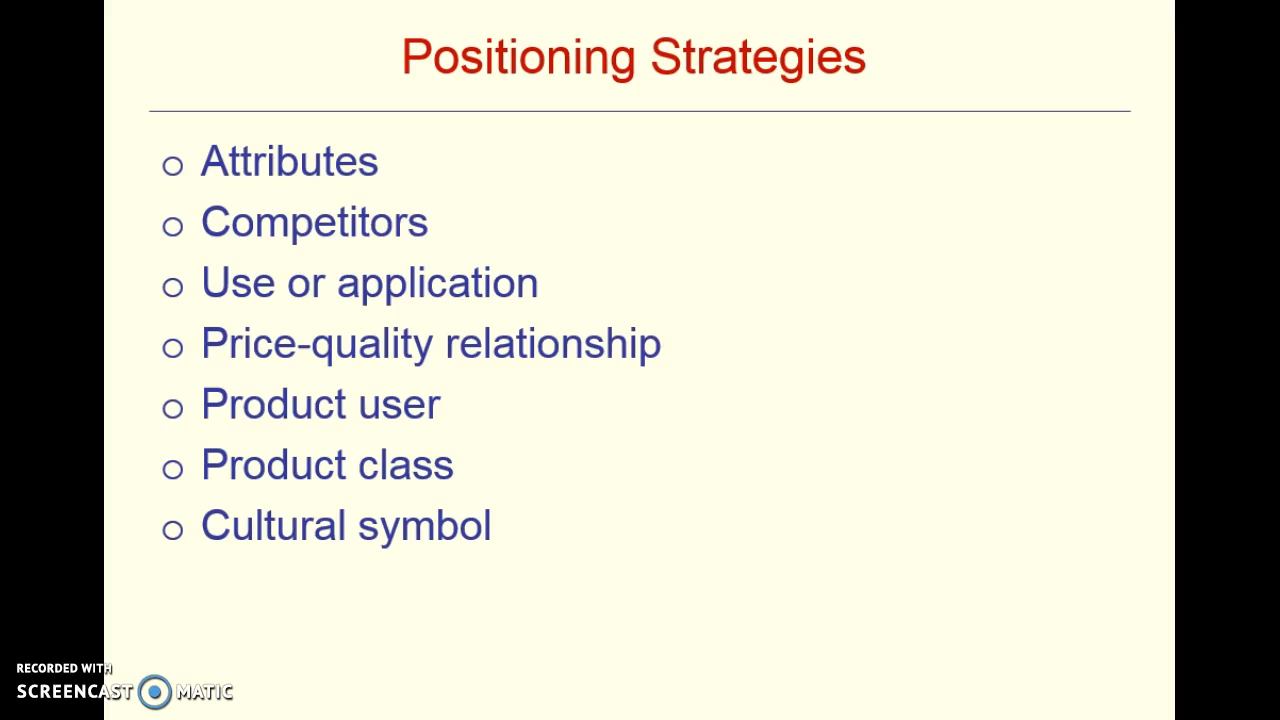 Positioning Strategies
Attributes
Competitors
Use or application
Price-quality relationship
Product user
Product class
Cultural symbol
RECORDED WITH
SCREENCAST MATIC